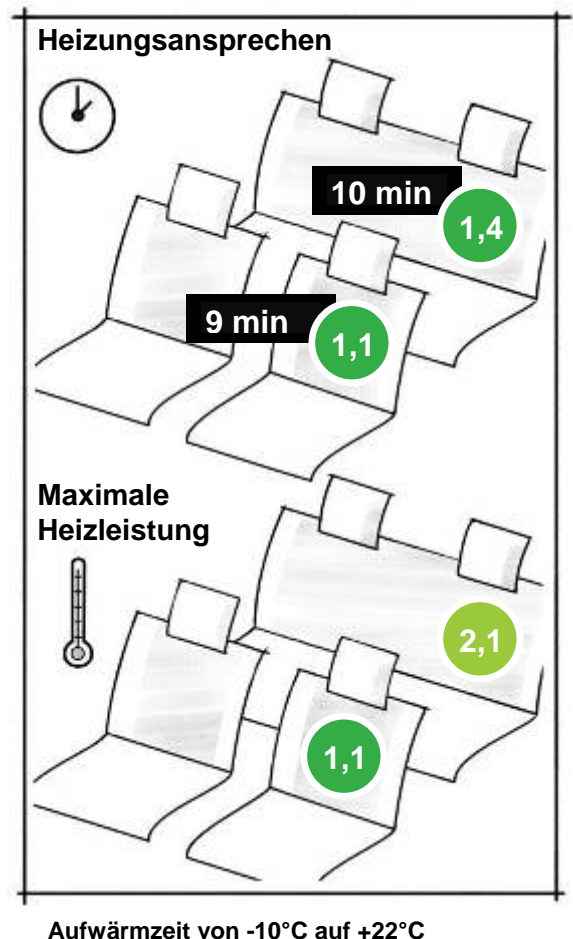 Heizungsansprechen
10 min
1,4
9 min
1,1
Maximale
Heizleistung
2,1
1,1
Aufwärmzeit von -10°C auf +22°C